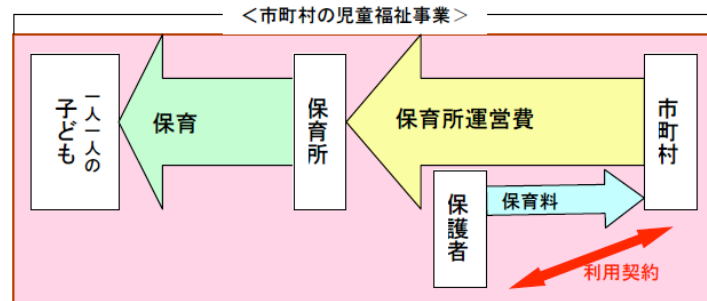 ＜市町村の児童福祉事業＞
一人一人の
子ども
保育
保育所
保育所運営費
市町村
保護者
保育料
利用契約